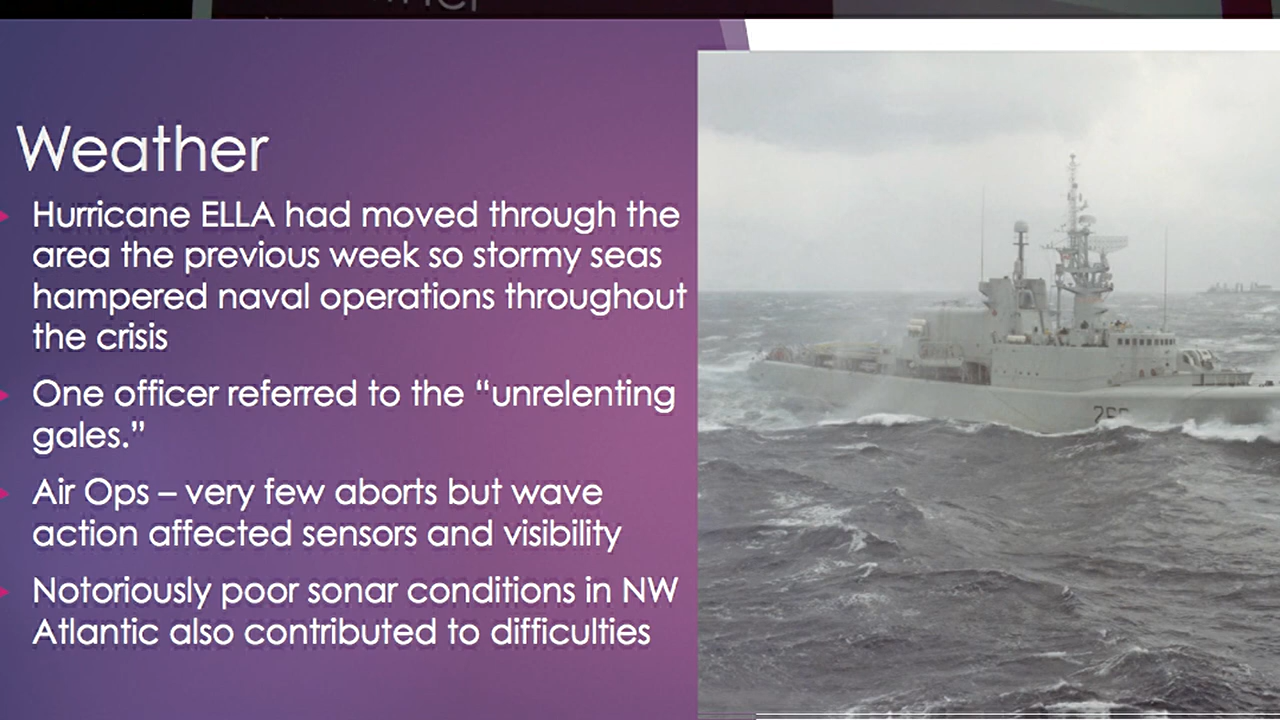 Weather
Hurricane ELLA had moved through the
area the previous week so stormy seas
hampered naval operations throughout
the crisis
One officer referred to the “unrelenting
gales.”
Air Ops – very few aborts but wave
action affected sensors and visibility
Notoriously poor sonar conditions in NW
Atlantic also contributed to difficulties